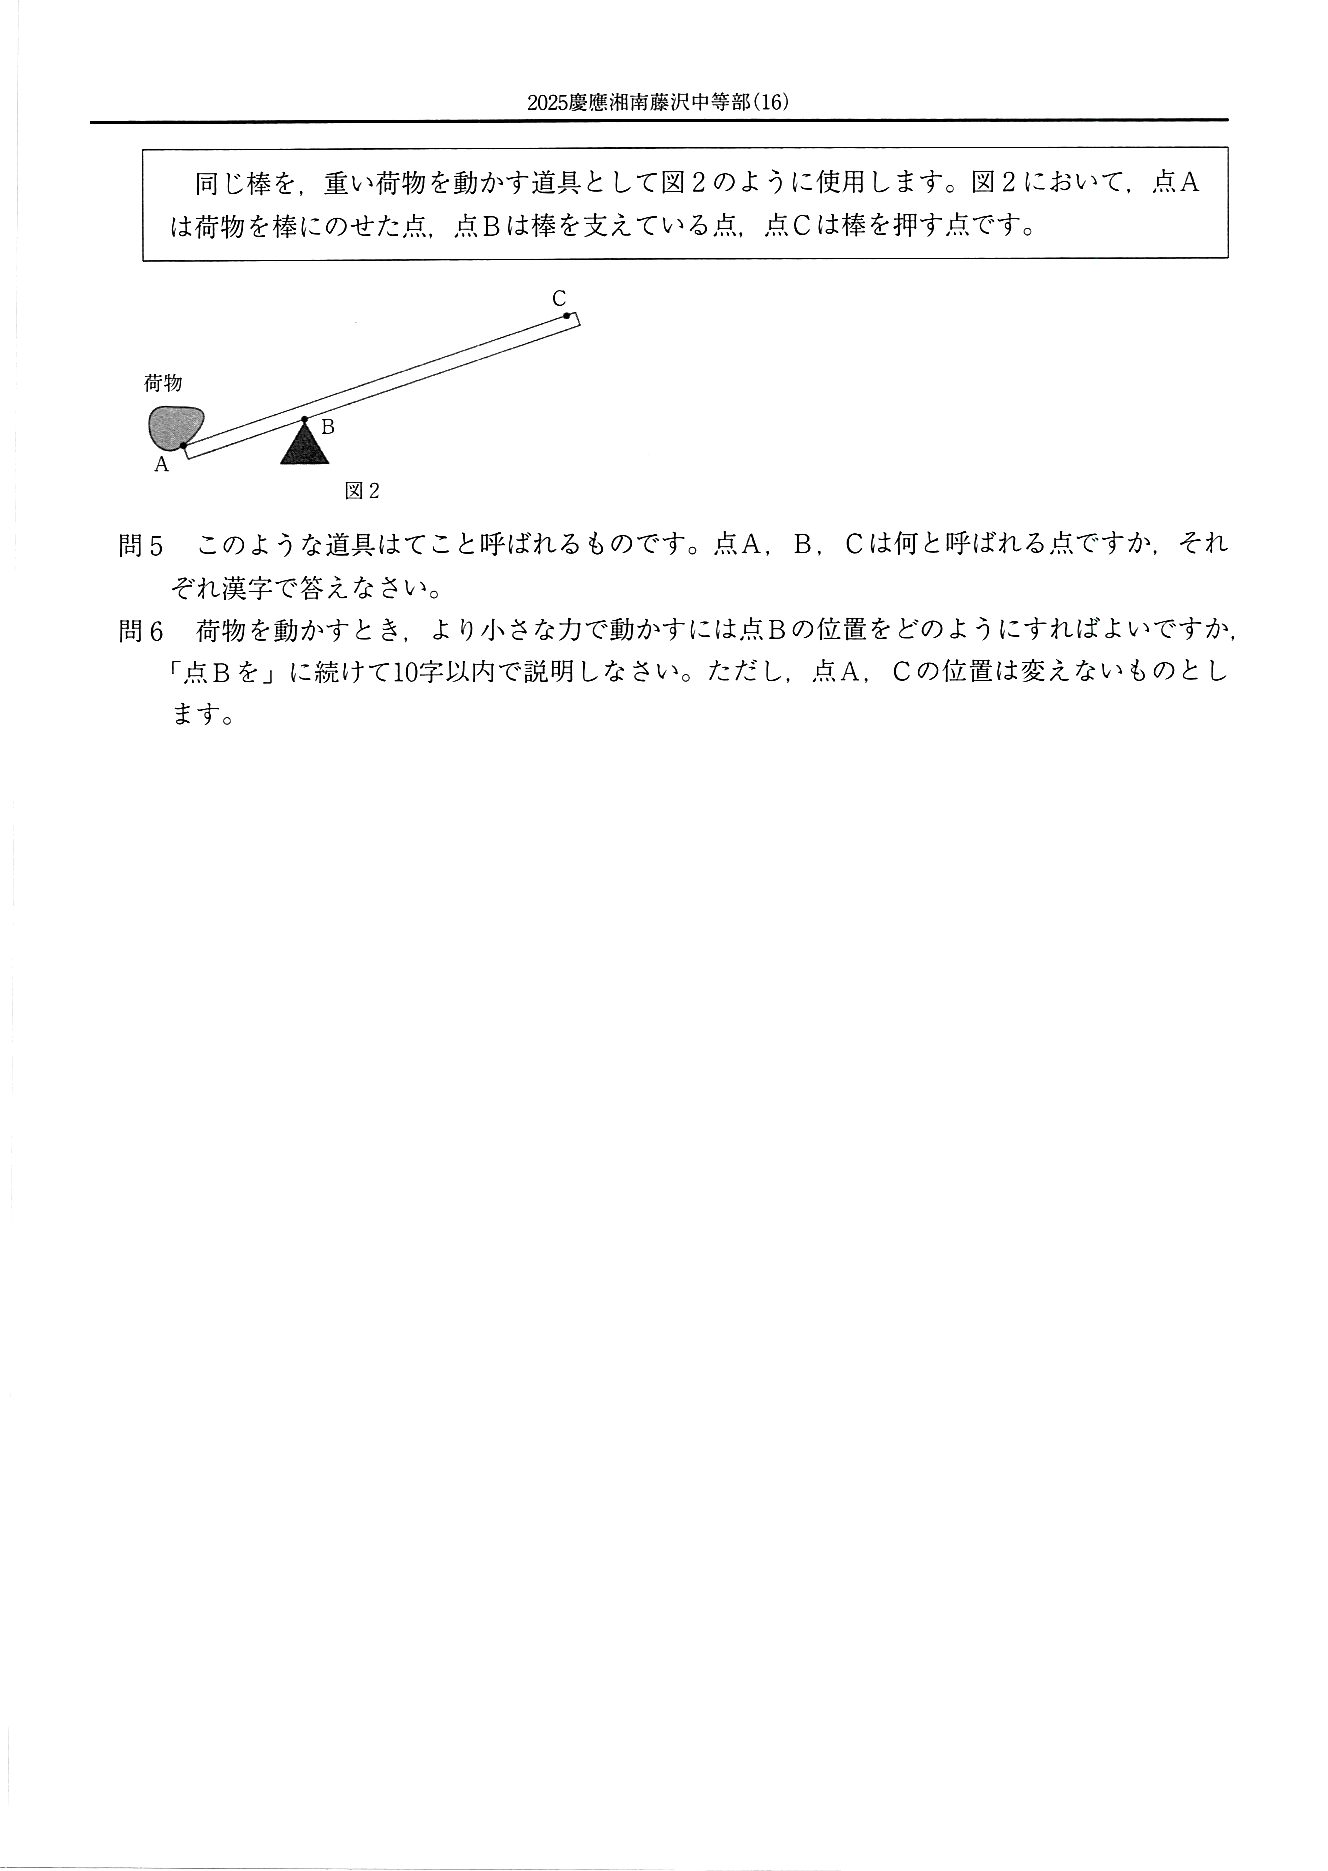 2025慶應湘南藤沢中等部(16)
同じ棒を，重い荷物を動かす道具として図2のように使用します。図2において，点A
は荷物を棒にのせた点，点Bは棒を支えている点，点Cは棒を押す点です。
C
荷物
B
A
図2
問5　このような道具はてこと呼ばれるものです。点A，B，Cは何と呼ばれる点ですか，それ
ぞれ漢字で答えなさい。
問6　荷物を動かすとき，より小さな力で動かすには点Bの位置をどのようにすればよいですか，
「点Bを」に続けて10字以内で説明しなさい。ただし，点A，Cの位置は変えないものとし
ます。